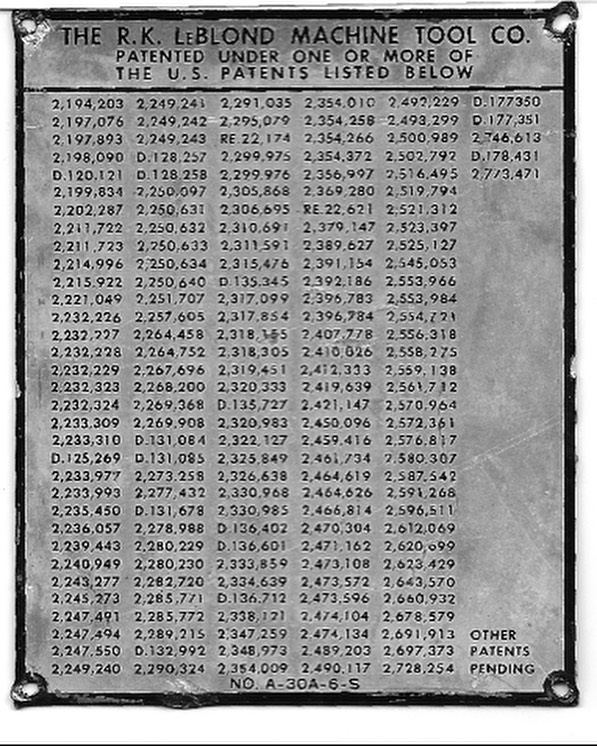 THE R.K. LeBLOND MACHINE TOOL CO.
PATENTED UNDER ONE OR MORE OF
THE U.S. PATENTS LISTED BELOW
2,194,203 2,249,241 2,291,035 2,354,010 2,492,229 D.177350
2,197,076 2,249,242 2,295,079 2,354,258 2,498,299 D.177,351
2,197,893 2,249,243 RE.22,174 2,354,266 2,500,989 2,746,613
2,198,090 D.128,257 2,299,975 2,354,372 2,502,792 D.178,431
D.120,121 D.128,258 2,299,976 2,356,997 2,516,495 2,773,471
2,199,834 2,250,097 2,305,868 2,369,280 2,519,794
2,202,287 2,250,631 2,306,695 RE.22,621 2,521,312
2,211,722 2,250,632 2,310,691 2,379,147 2,523,397
2,211,723 2,250,633 2,311,591 2,389,627 2,525,127
2,214,996 2,250,634 2,315,476 2,391,154 2,545,053
2,215,922 2,250,640 D.135,345 2,392,186 2,553,966
2,221,049 2,251,707 2,317,099 2,396,783 2,553,984
2,232,226 2,257,605 2,317,854 2,396,784 2,554,721
2,232,227 2,264,458 2,407,778 2,556,318
2,232,228 2,264,752 2,318,305 2,410,026 2,558,275
2,232,229 2,267,696 2,319,451 2,412,333 2,559,138
2,232,323 2,268,200 2,320,333 2,419,639 2,561,712
2,232,324 2,269,368 D.135,727 2,421,147 2,570,964
2,233,309 2,269,908 2,320,983 2,450,096 2,572,361
2,233,310 D.131,084 2,322,127 2,459,416 2,576,817
D.125,269 D.131,085 2,325,849 2,461,734 2,580,307
2,233,977 2,273,258 2,326,638 2,464,619 2,587,542
2,233,993 2,277,432 2,330,968 2,464,626 2,591,268
2,235,450 D.131,678 2,330,985 2,466,814 2,596,511
2,236,057 2,278,988 D.136,402 2,470,304 2,612,069
2,239,443 2,280,229 D.136,601 2,471,162 2,620,699
2,240,949 2,280,230 2,333,859 2,473,108 2,623,429
2,243,277 2,282,720 2,334,639 2,473,572 2,643,570
2,245,273 2,285,771 D.136,712 2,473,596 2,660,932
2,247,491 2,285,772 2,338,121 2,474,104 2,678,579
2,247,494 2,289,215 2,347,259 2,474,134 2,691,913 OTHER
2,247,550 D.132,992 2,348,973 2,489,203 2,697,373 PATENTS
2,249,240 2,290,324 2,354,009 2,490,117 2,728,254 PENDING
NO. A-30A-6-S